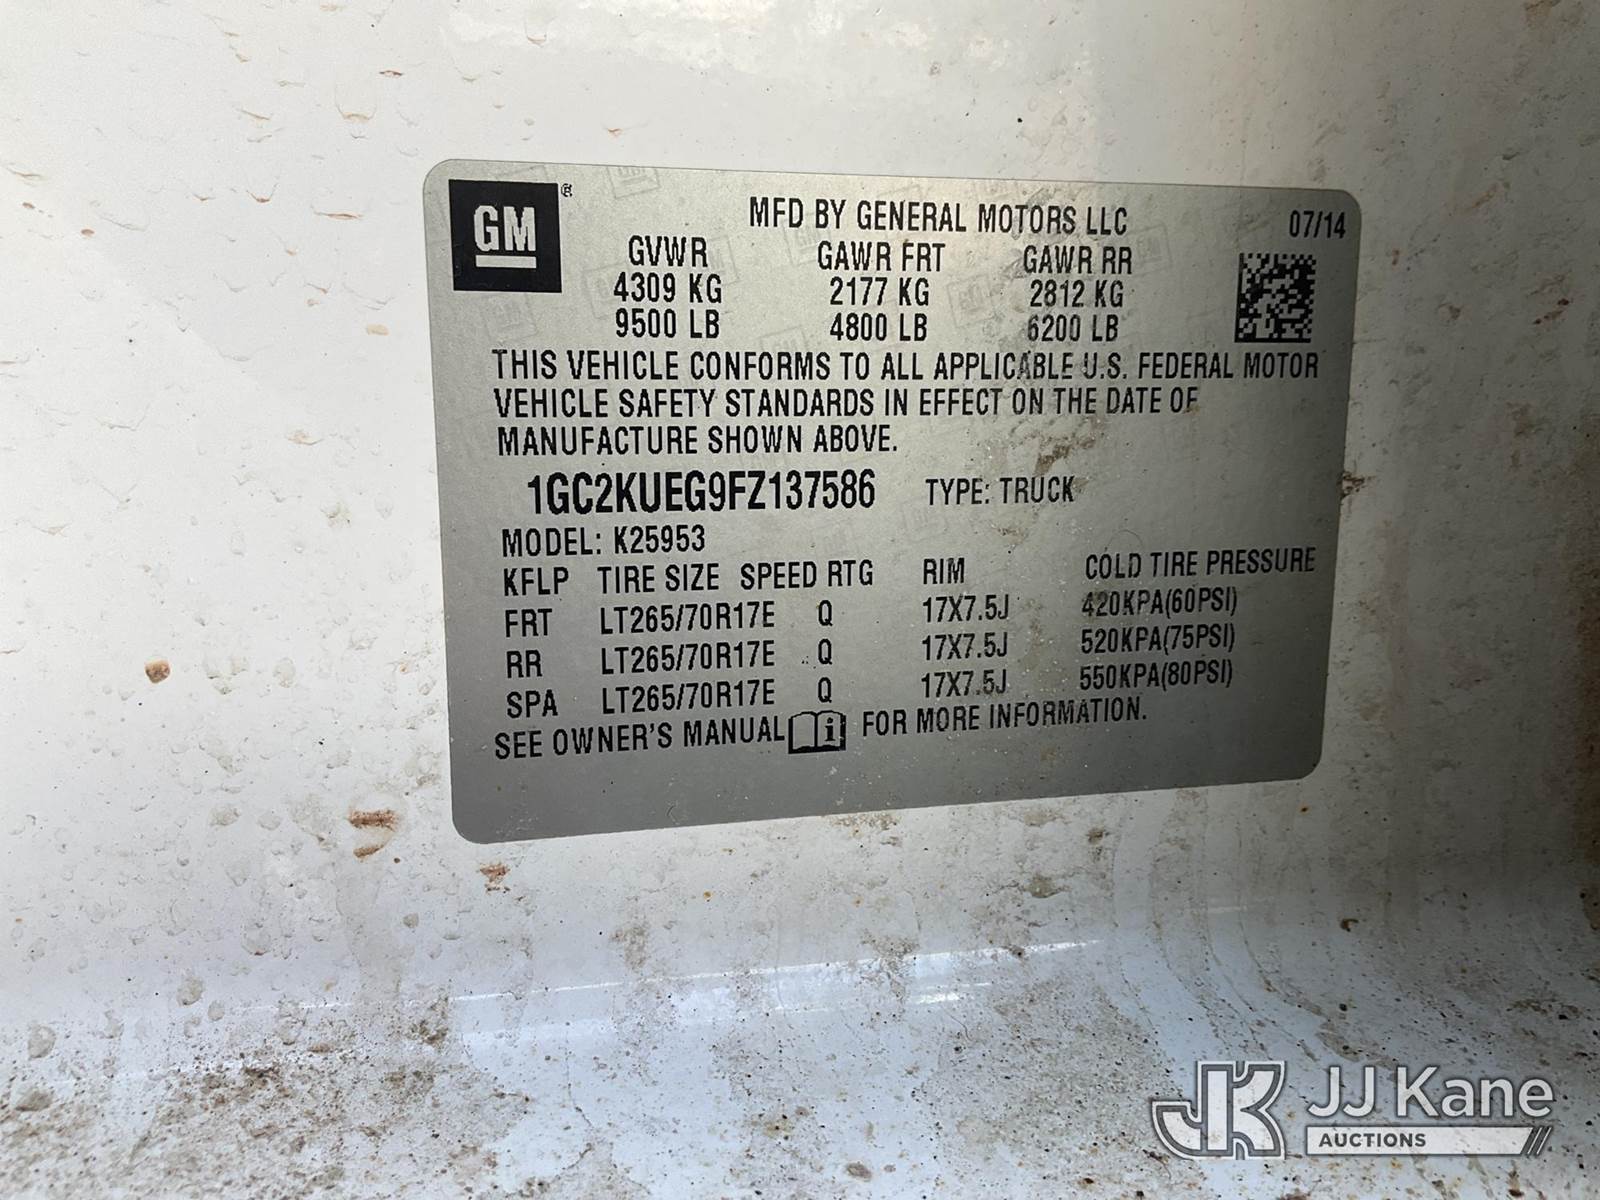 GM®
MFD BY GENERAL MOTORS LLC 07/14
GVWR GAWR FRT GAWR RR
4309 KG 2177 KG 2812 KG
9500 LB 4800 LB 6200 LB
THIS VEHICLE CONFORMS TO ALL APPLICABLE U.S. FEDERAL MOTOR
VEHICLE SAFETY STANDARDS IN EFFECT ON THE DATE OF
MANUFACTURE SHOWN ABOVE.
1GC2KUEG9FZ137586 TYPE: TRUCK
MODEL: K25953
KFLP TIRE SIZE SPEED RTG RIM COLD TIRE PRESSURE
FRT LT265/70R17E Q 17X7.5J 420KPA(60PSI)
RR LT265/70R17E Q 17X7.5J 520KPA(75PSI)
SPA LT265/70R17E Q 17X7.5J 550KPA(80PSI)
SEE OWNER'S MANUAL i FOR MORE INFORMATION.
JK JJ Kane
AUCTIONS